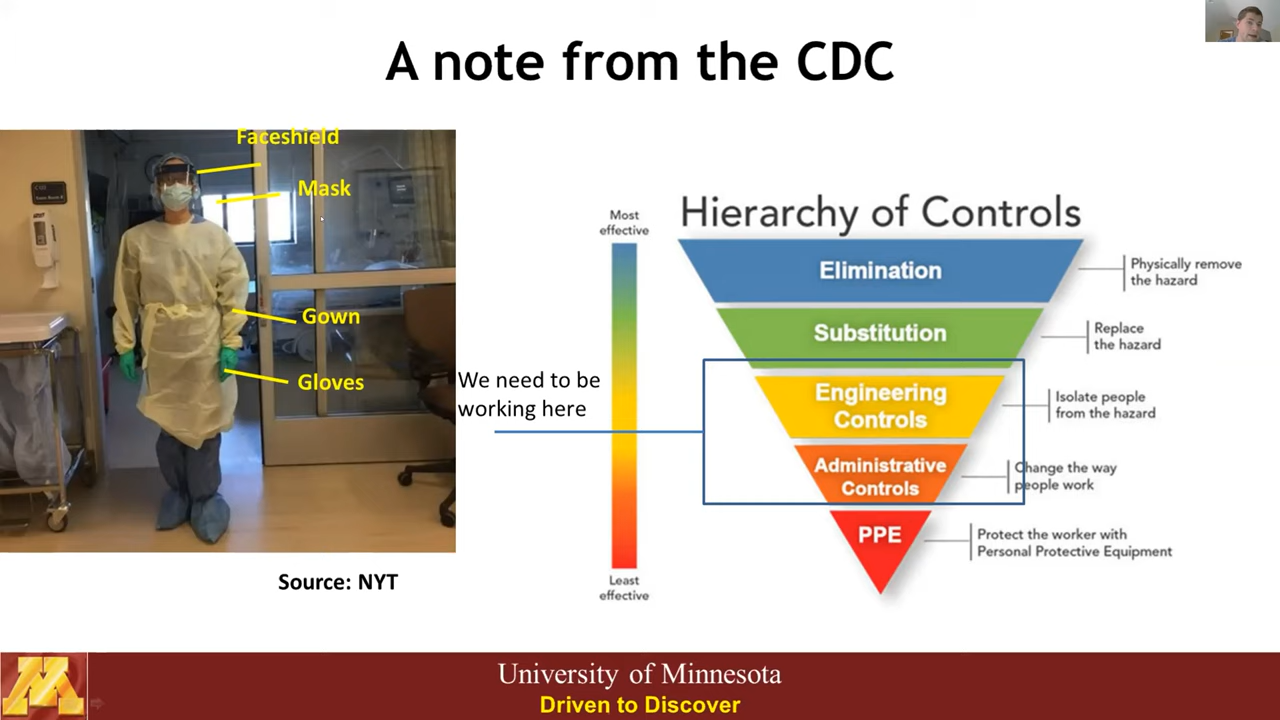 A note from the CDC
Faceshield
Mask
Gown
Gloves
Source: NYT
We need to be
working here
Most
effective
Least
effective
Hierarchy of Controls
Elimination
Physically remove
the hazard
Substitution
Replace
the hazard
Engineering
Controls
Isolate people
from the hazard
Administrative
Controls
Change the way
people work
PPE
Protect the worker with
Personal Protective Equipment
University of Minnesota
Driven to Discover
M